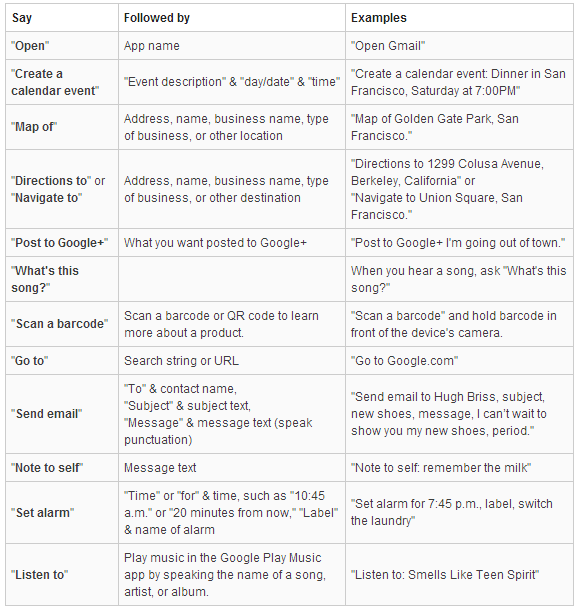 Say Followed by Examples
"Open" App name "Open Gmail"
"Create a
calendar event" "Event description" & "day/date" & "time" "Create a calendar event: Dinner in San
Francisco, Saturday at 7:00PM"
"Map of" Address, name, business name, type
of business, or other location "Map of Golden Gate Park, San
Francisco."
"Directions to" or
"Navigate to" Address, name, business name, type
of business, or other destination "Directions to 1299 Colusa Avenue,
Berkeley, California" or
"Navigate to Union Square, San
Francisco."
"Post to Google+" What you want posted to Google+ "Post to Google+ I'm going out of town."
"What's this
song?" When you hear a song, ask "What's this
song?"
"Scan a barcode" Scan a barcode or QR code to learn
more about a product. "Scan a barcode" and hold barcode in
front of the device's camera.
"Go to" Search string or URL "Go to Google.com"
"Send email" "To" & contact name,
"Subject" & subject text,
"Message" & message text (speak
punctuation) "Send email to Hugh Briss, subject,
new shoes, message, I can't wait to
show you my new shoes, period."
"Note to self" Message text "Note to self: remember the milk"
"Set alarm" "Time" or "for" & time, such as "10:45
a.m." or "20 minutes from now," "Label"
& name of alarm "Set alarm for 7:45 p.m., label, switch
the laundry"
"Listen to" Play music in the Google Play Music
app by speaking the name of a song,
artist, or album. "Listen to: Smells Like Teen Spirit"